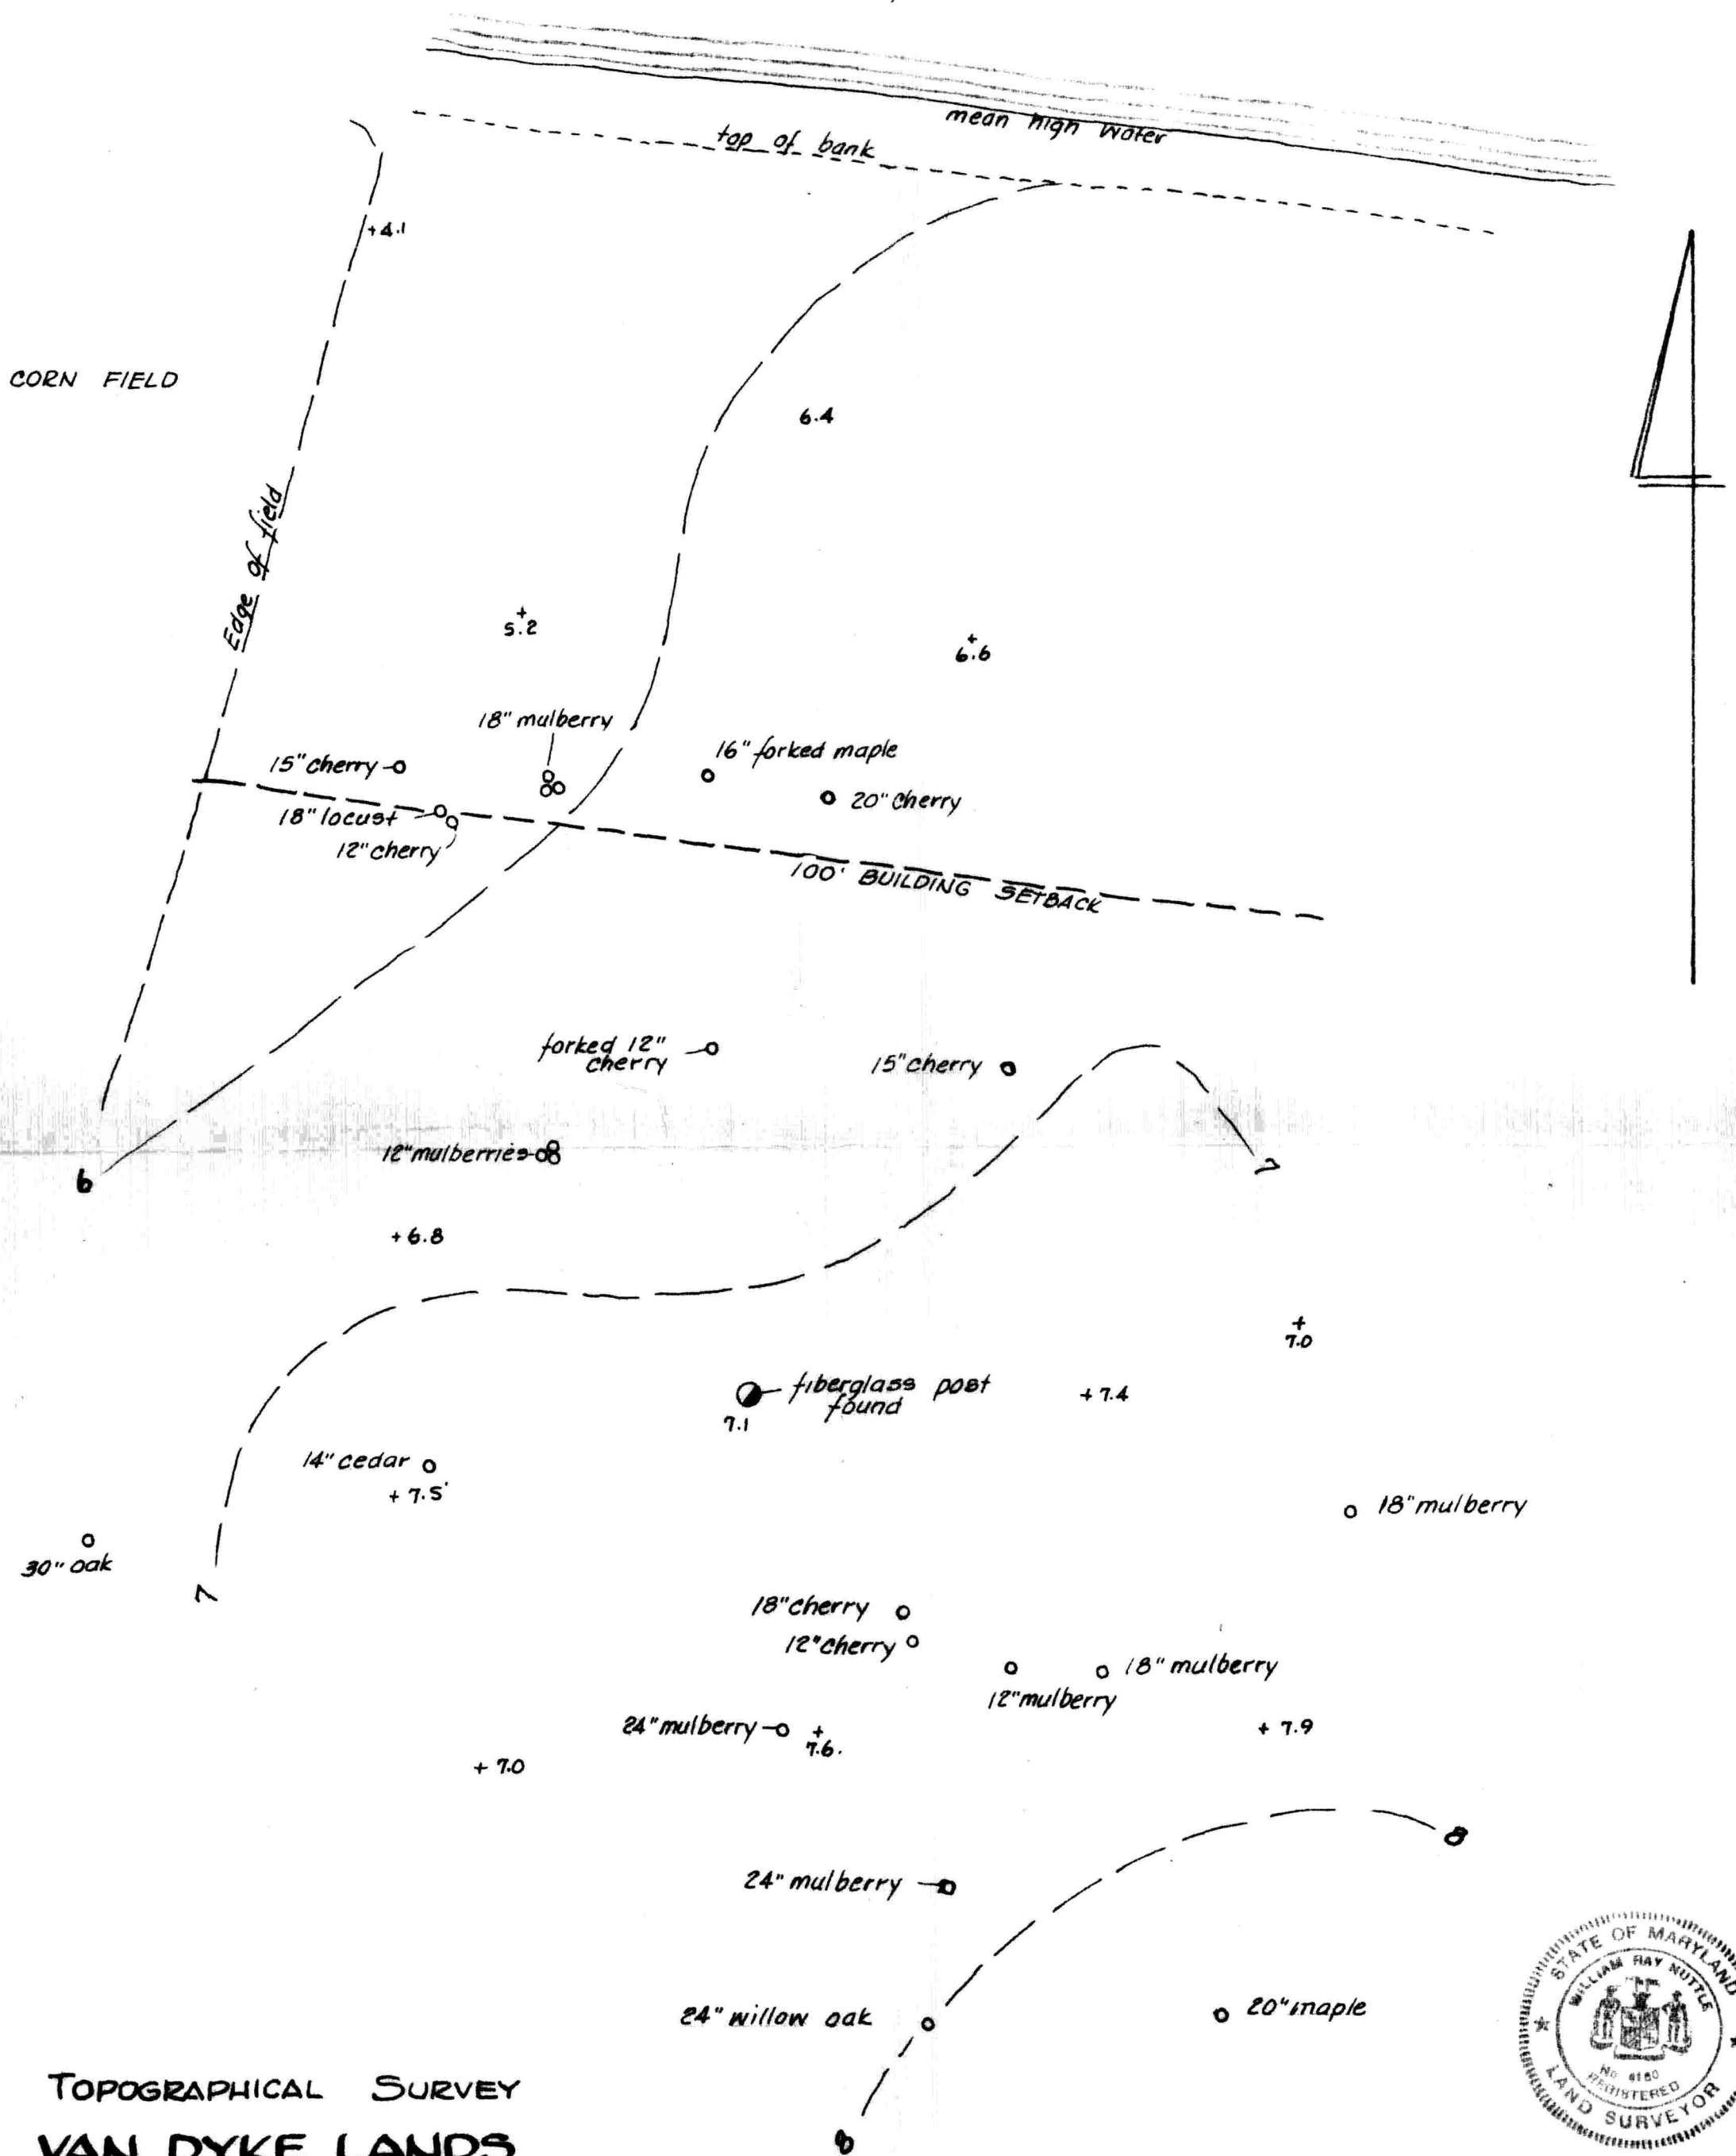 mean high water
top of bank
+4.1
CORN FIELD
6.4
Edge of field
+
5.2
+
6.6
18" mulberry
16" forked maple
15" cherry
20" cherry
18" locust
12" cherry
100' BUILDING SETBACK
forked 12"
cherry
15" cherry
12" mulberries
7
6
+ 6.8
+
7.0
fiberglass post
found
+ 7.4
7.1
14" cedar
+ 7.5
18" mulberry
30" oak
7
18" cherry
12" cherry
18" mulberry
12" mulberry
24" mulberry
+
7.6
+ 7.9
+ 7.0
8
24" mulberry
STATE OF MARYLAND
WILLIAM RAY NUTTLE
No
REGISTERED
LAND SURVEYOR
24" willow oak
20" maple
TOPOGRAPHICAL SURVEY
8
VAN DYKE LANDS